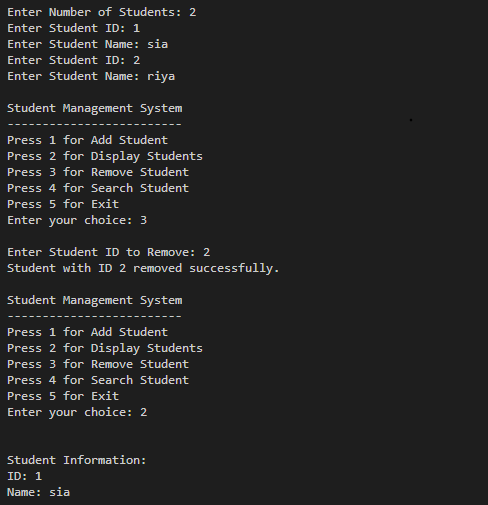 Enter Number of Students: 2
Enter Student ID: 1
Enter Student Name: sia
Enter Student ID: 2
Enter Student Name: riya
Student Management System
-------------------------
Press 1 for Add Student
Press 2 for Display Students
Press 3 for Remove Student
Press 4 for Search Student
Press 5 for Exit
Enter your choice: 3
Enter Student ID to Remove: 2
Student with ID 2 removed successfully.
Student Management System
-------------------------
Press 1 for Add Student
Press 2 for Display Students
Press 3 for Remove Student
Press 4 for Search Student
Press 5 for Exit
Enter your choice: 2
Student Information:
ID: 1
Name: sia